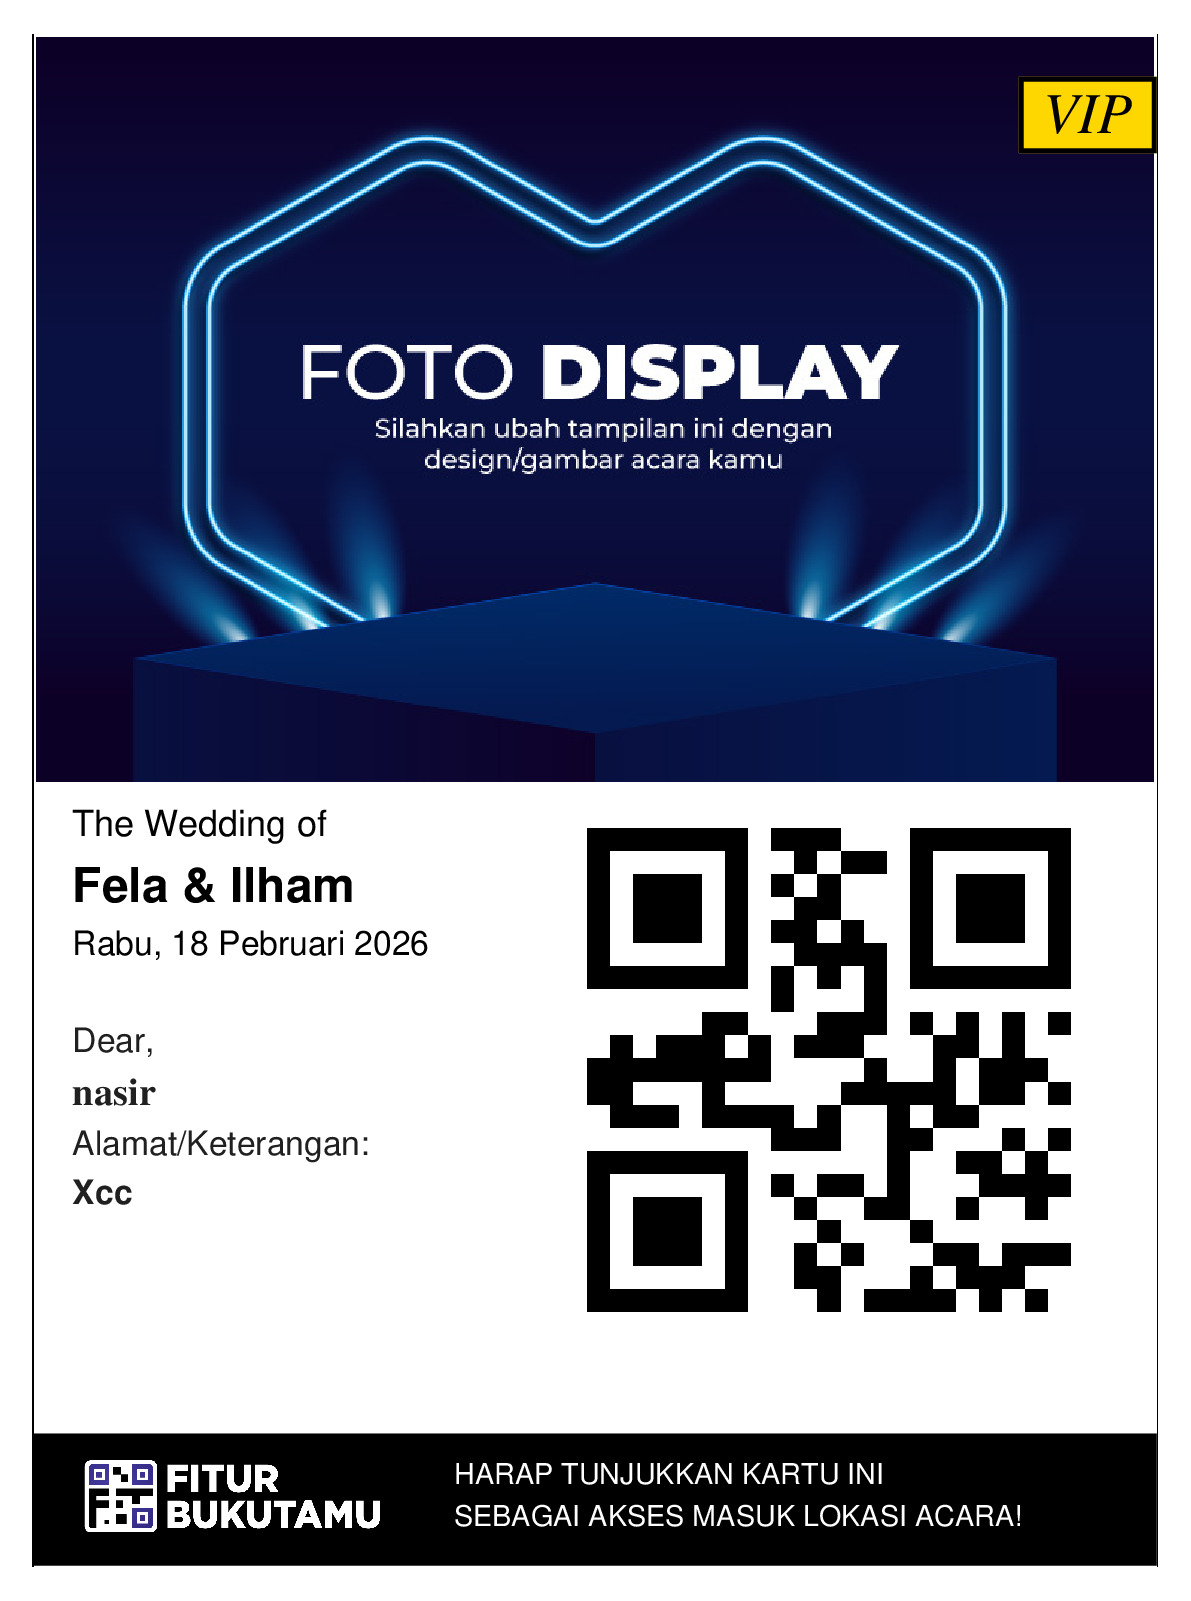 VIP
FOTO DISPLAY
Silahkan ubah tampilan ini dengan
design/gambar acara kamu
The Wedding of
Fela & Ilham
Rabu, 18 Pebruari 2026
Dear,
nasir
Alamat/Keterangan:
Xcc
FITUR
BUKUTAMU
HARAP TUNJUKKAN KARTU INI
SEBAGAI AKSES MASUK LOKASI ACARA!